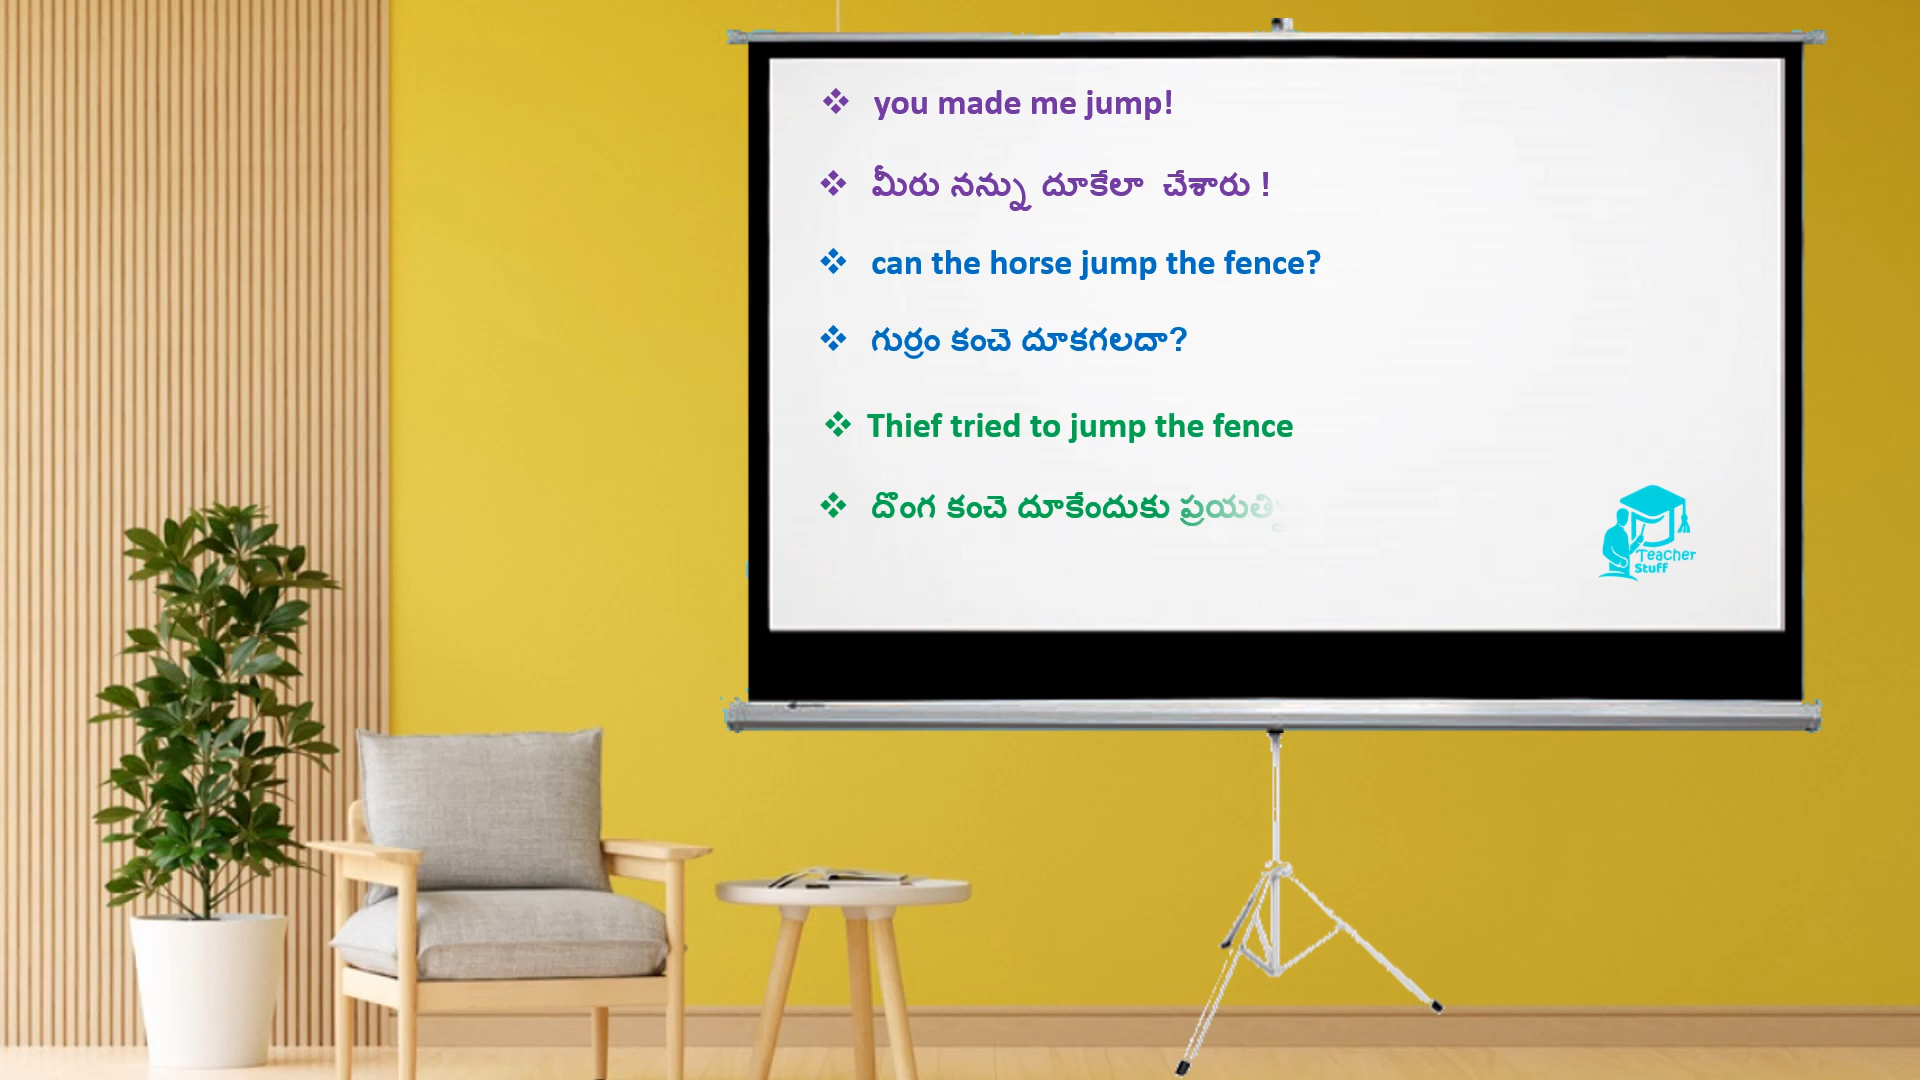 you made me jump!
మీరు నన్ను దూకేలా చేశారు !
can the horse jump the fence?
గుర్రం కంచె దూకగలదా?
Thief tried to jump the fence
దొంగ కంచె దూకేందుకు
Teacher
Stuff